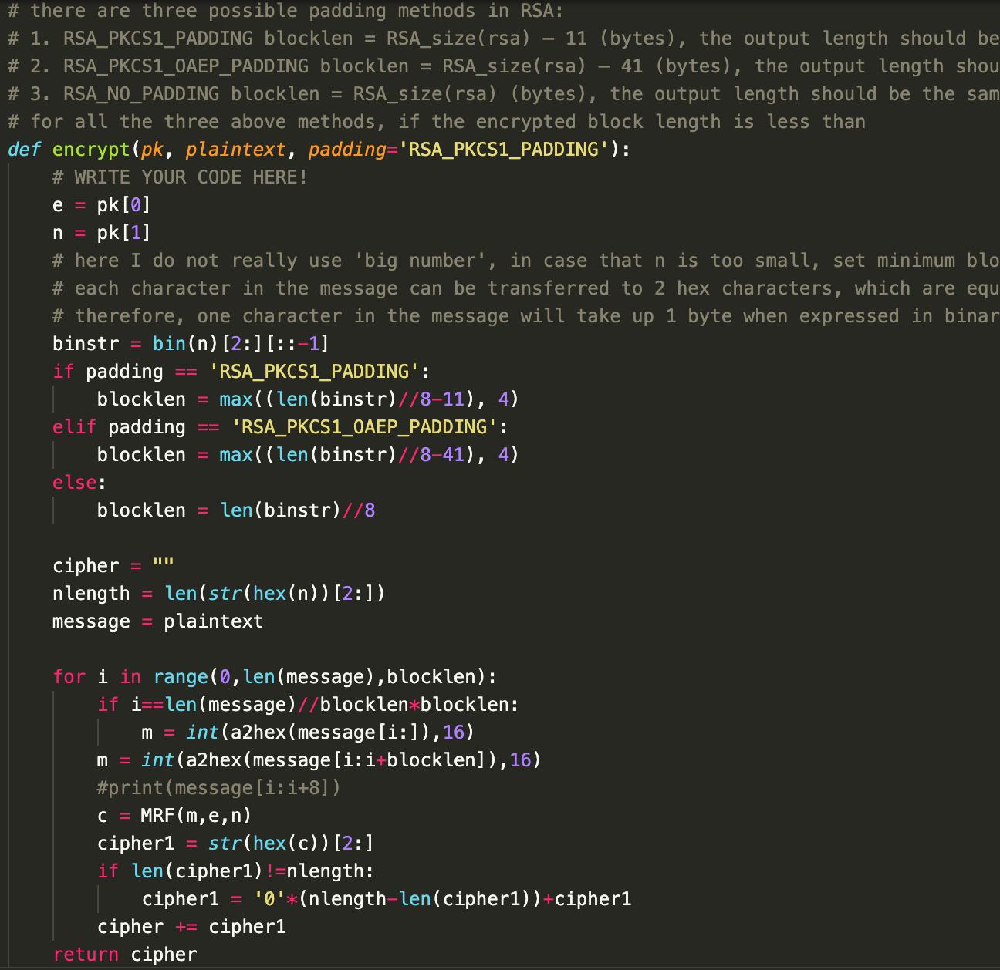 # there are three possible padding methods in RSA:
# 1. RSA_PKCS1_PADDING blocklen = RSA_size(rsa) – 11 (bytes), the output length should be
# 2. RSA_PKCS1_OAEP_PADDING blocklen = RSA_size(rsa) – 41 (bytes), the output length shou
# 3. RSA_NO_PADDING blocklen = RSA_size(rsa) (bytes), the output length should be the sam
# for all the three above methods, if the encrypted block length is less than
def encrypt(pk, plaintext, padding='RSA_PKCS1_PADDING'):
    # WRITE YOUR CODE HERE!
    e = pk[0]
    n = pk[1]
    # here I do not really use 'big number', in case that n is too small, set minimum blo
    # each character in the message can be transferred to 2 hex characters, which are equ
    # therefore, one character in the message will take up 1 byte when expressed in binar
    binstr = bin(n)[2:][::-1]
    if padding == 'RSA_PKCS1_PADDING':
        blocklen = max((len(binstr)//8-11), 4)
    elif padding == 'RSA_PKCS1_OAEP_PADDING':
        blocklen = max((len(binstr)//8-41), 4)
    else:
        blocklen = len(binstr)//8

    cipher = ""
    nlength = len(str(hex(n))[2:])
    message = plaintext

    for i in range(0,len(message),blocklen):
        if i==len(message)//blocklen*blocklen:
            m = int(a2hex(message[i:]),16)
        m = int(a2hex(message[i:i+blocklen]),16)
        #print(message[i:i+8])
        c = MRF(m,e,n)
        cipher1 = str(hex(c))[2:]
        if len(cipher1)!=nlength:
            cipher1 = '0'*(nlength-len(cipher1))+cipher1
        cipher += cipher1
    return cipher